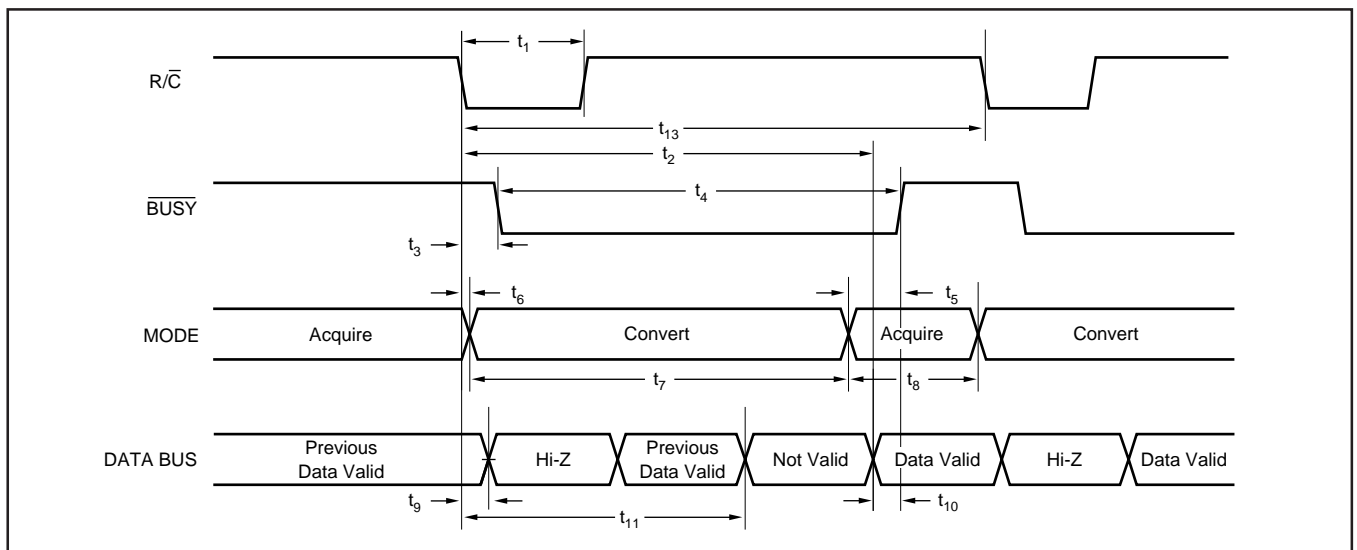 t₁
R/C̅
t₁₃
t₂
B̅U̅S̅Y̅
t₄
t₃
t₆
t₅
MODE
Acquire
Convert
Acquire
Convert
t₇
t₈
DATA BUS
Previous
Data Valid
Hi-Z
Previous
Data Valid
Not Valid
Data Valid
Hi-Z
Data Valid
t₉
t₁₁
t₁₀